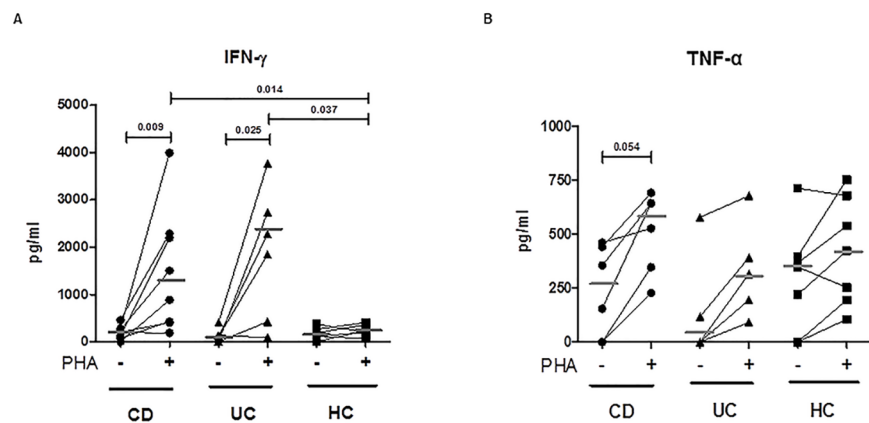 A
IFN-γ
pg/ml
5000
4000
3000
2000
1000
0
0.009
0.025
0.014
0.037
PHA - + - + - +
CD UC HC
B
TNF-α
pg/ml
1000
750
500
250
0
0.054
PHA - + - + - +
CD UC HC